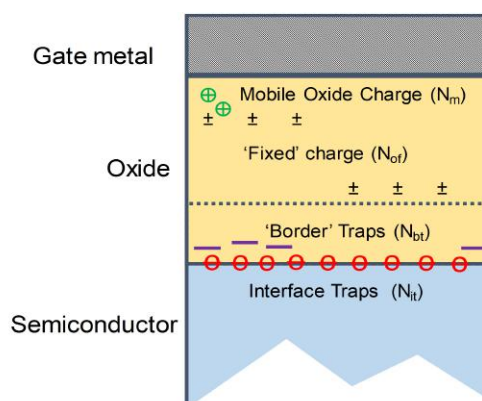 Gate metal
Mobile Oxide Charge (Nm)
± ± ±
Oxide
'Fixed' charge (Nof)
± ± ±
'Border' Traps (Nbt)
Interface Traps (Nit)
Semiconductor